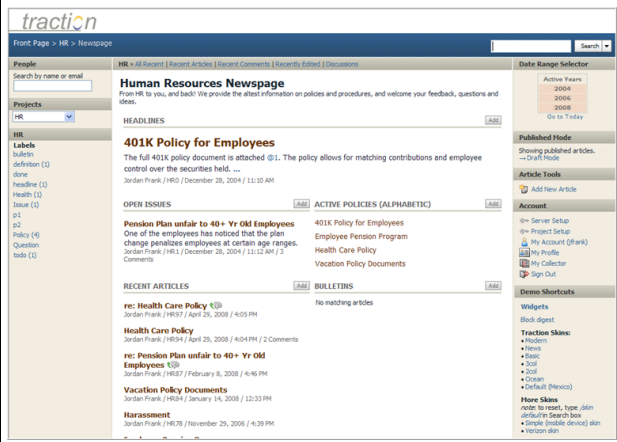 traction
Front Page > HR > Newspage
Search
People
Search by name or email
Projects
HR
HR
Labels
bulletin
definition (1)
done
headline (1)
Health (1)
Issue (1)
p1
p2
Policy (4)
Question
todo (1)
HR » All Recent | Recent Articles | Recent Comments | Recently Edited | Discussions
Human Resources Newspage
From HR to you, and back! We provide the altest information on policies and procedures, and welcome your feedback, questions and
ideas.
HEADLINES
Add
401K Policy for Employees
The full 401K policy document is attached @1. The policy allows for matching contributions and employee
control over the securities held. ...
Jordan Frank / HR0 / December 28, 2004 / 11:10 AM
OPEN ISSUES
Add
Pension Plan unfair to 40+ Yr Old Employees
One of the employees has noticed that the plan
change penalizes employees at certain age ranges.
Jordan Frank / HR1 / December 28, 2004 / 11:12 AM / 3
Comments
ACTIVE POLICIES (ALPHABETIC)
Add
401K Policy for Employees
Employee Pension Program
Health Care Policy
Vacation Policy Documents
RECENT ARTICLES
Add
re: Health Care Policy
Jordan Frank / HR97 / April 29, 2008 / 4:05 PM
Health Care Policy
Jordan Frank / HR94 / April 29, 2008 / 4:04 PM / 2 Comments
re: Pension Plan unfair to 40+ Yr Old
Employees
Jordan Frank / HR87 / February 8, 2008 / 4:46 PM
Vacation Policy Documents
Jordan Frank / HR84 / January 14, 2008 / 12:33 PM
Harassment
Jordan Frank / HR78 / November 29, 2006 / 4:39 PM
BULLETINS
Add
No matching articles
Date Range Selector
Active Years
2004
2006
2008
Go to Today
Published Mode
Showing published articles.
→ Draft Mode
Article Tools
Add New Article
Account
Server Setup
Project Setup
My Account (jfrank)
My Profile
My Collector
Sign Out
Demo Shortcuts
Widgets
Block digest
Traction Skins:
• Modern
• News
• Basic
• 3col
• 2col
• Ocean
• Default (Mexico)
More Skins
note: to reset, type /skin
default in Search box
• Simple (mobile device) skin
• Verizon skin